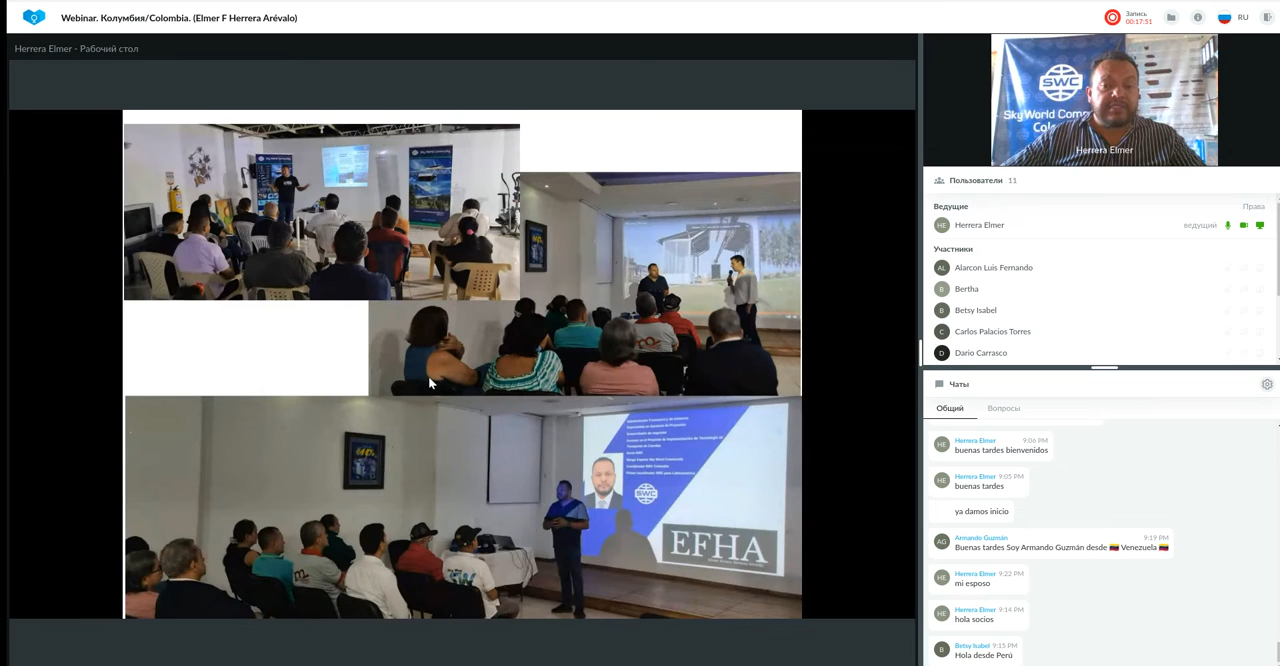 Webinar. Колумбия/Colombia. (Elmer F Herrera Arévalo)
Запись
00:17:51
RU
Herrera Elmer - Рабочий стол
SWC
Herrera Elmer
Пользователи 11
Ведущие
Права
HE
Herrera Elmer
ведущий
Участники
AL
Alarcon Luis Fernando
B
Bertha
B
Betsy Isabel
C
Carlos Palacios Torres
D
Dario Carrasco
SWC
EFHA
Чаты
Общий
Вопросы
HE
Herrera Elmer 9:06 PM
buenas tardes bienvenidos
HE
Herrera Elmer 9:05 PM
buenas tardes
ya damos inicio
AG
Armando Guzmán 9:19 PM
Buenas tardes Soy Armando Guzmán desde 🇻🇪 Venezuela 🇻🇪
HE
Herrera Elmer 9:22 PM
mi esposo
HE
Herrera Elmer 9:14 PM
hola socios
B
Betsy Isabel 9:15 PM
Hola desde Perú